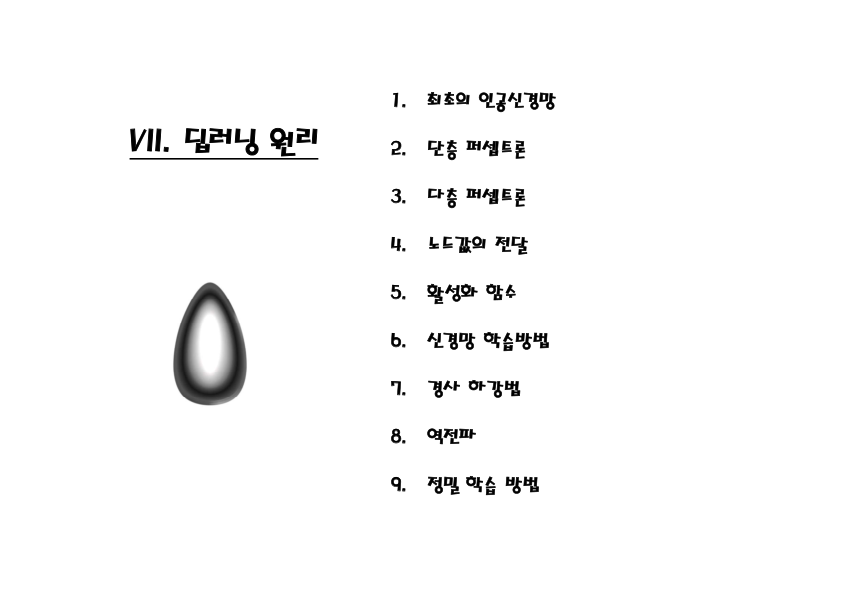 VII. 딥러닝 원리
1. 최초의 인공신경망
2. 단층 퍼셉트론
3. 다층 퍼셉트론
4. 노드값의 전달
5. 활성화 함수
6. 신경망 학습방법
7. 경사 하강법
8. 역전파
9. 정밀 학습 방법